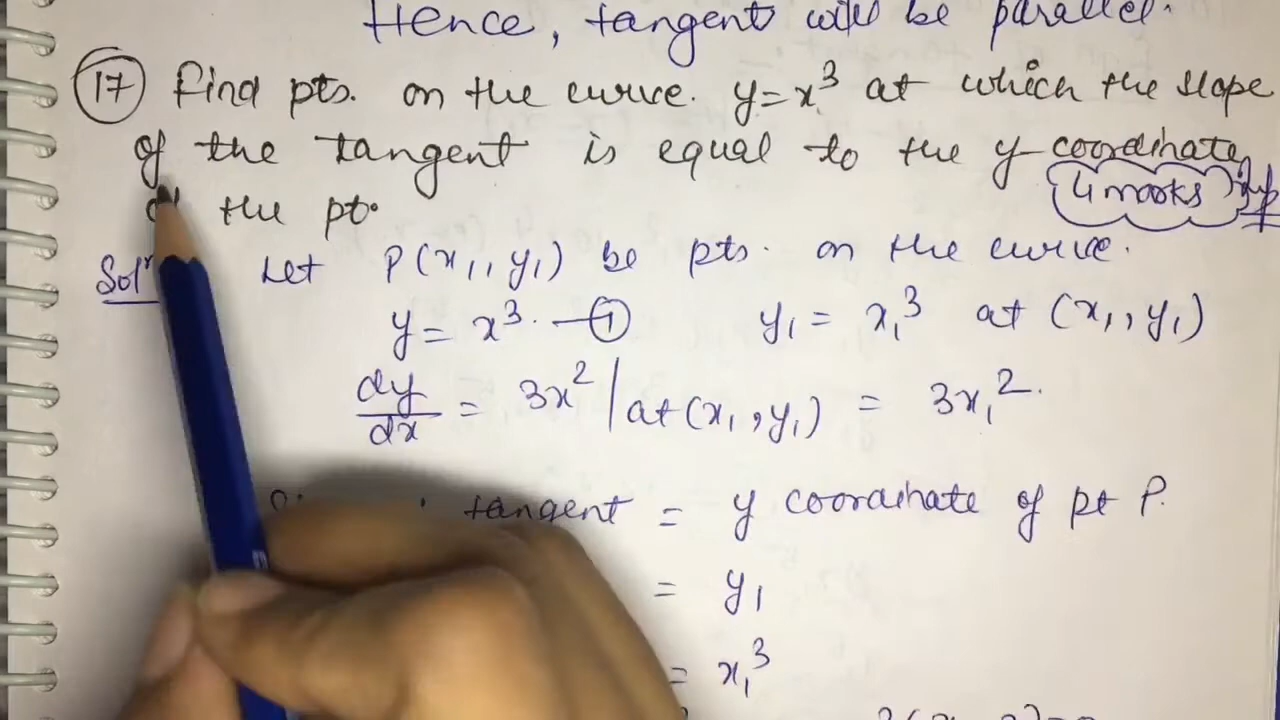 Hence, tangent will be parallel.
17 Find pts. on the curve. y=x³ at which the slope
of the tangent is equal to the y coordinate
of the pt.
4 marks
Solⁿ Let P(x₁, y₁) be pts. on the curve.
y = x³. —① y₁ = x₁³ at (x₁, y₁)
dy/dx = 3x² | at (x₁, y₁) = 3x₁².
tangent = y coordinate of pt P.
= y₁
= x₁³